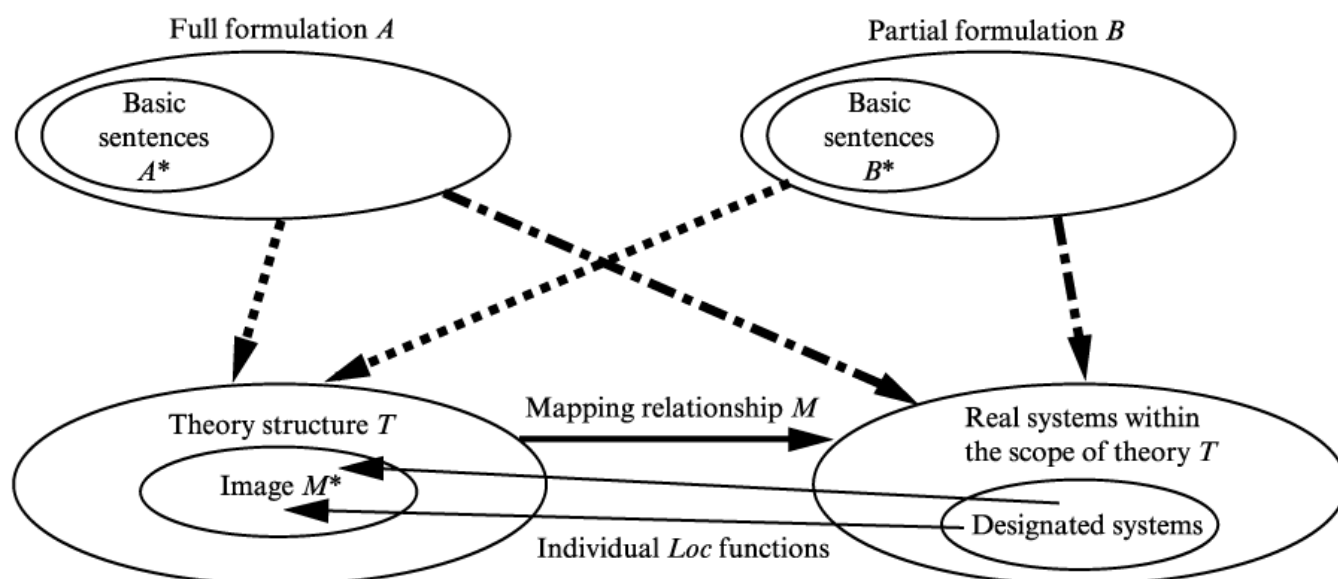 Full formulation A
Partial formulation B
Basic
sentences
A*
Basic
sentences
B*
Mapping relationship M
Theory structure T
Real systems within
the scope of theory T
Image M*
Designated systems
Individual Loc functions